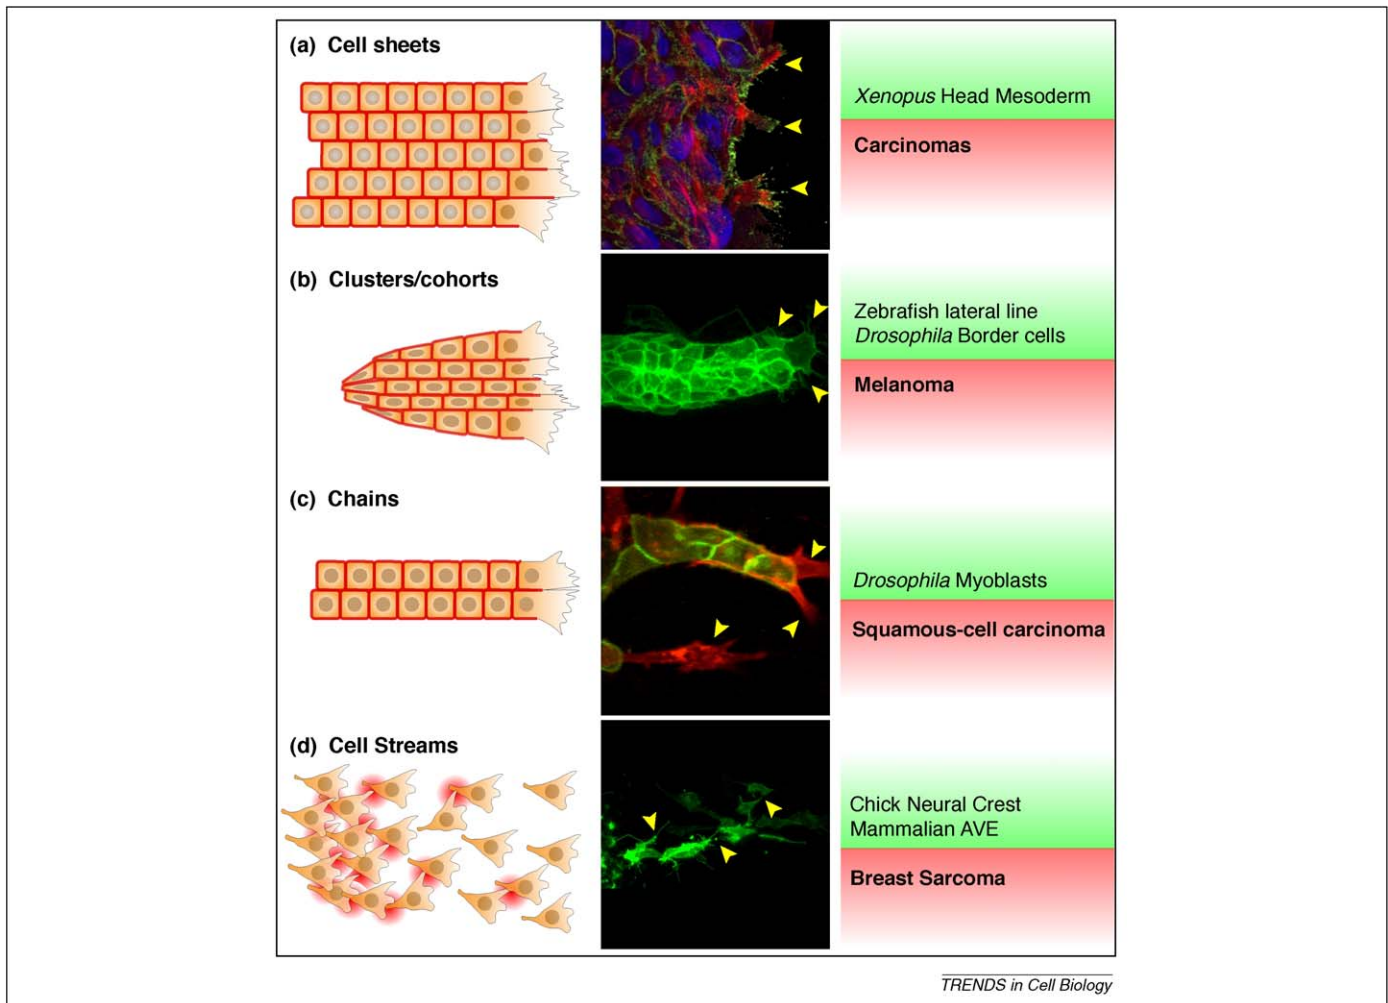 (a) Cell sheets
Xenopus Head Mesoderm
Carcinomas
(b) Clusters/cohorts
Zebrafish lateral line
Drosophila Border cells
Melanoma
(c) Chains
Drosophila Myoblasts
Squamous-cell carcinoma
(d) Cell Streams
Chick Neural Crest
Mammalian AVE
Breast Sarcoma
TRENDS in Cell Biology